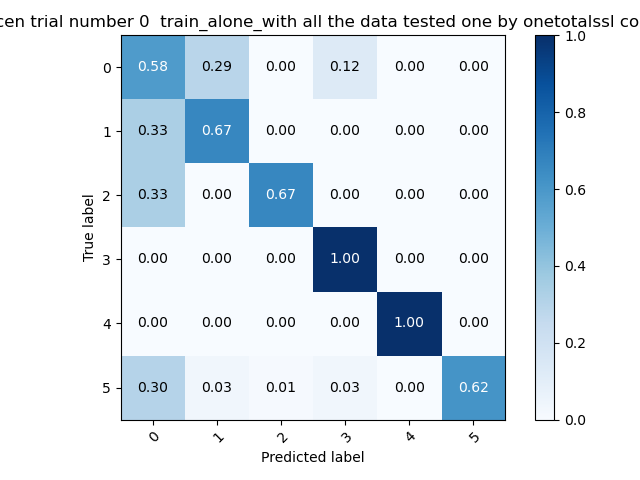 cen trial number 0  train_alone_with all the data tested one by onetotalssl co
0 0.58 0.29 0.00 0.12 0.00 0.00
1 0.33 0.67 0.00 0.00 0.00 0.00
2 0.33 0.00 0.67 0.00 0.00 0.00
3 0.00 0.00 0.00 1.00 0.00 0.00
4 0.00 0.00 0.00 0.00 1.00 0.00
5 0.30 0.03 0.01 0.03 0.00 0.62
0 1 2 3 4 5
True label
Predicted label
1.0
0.8
0.6
0.4
0.2
0.0